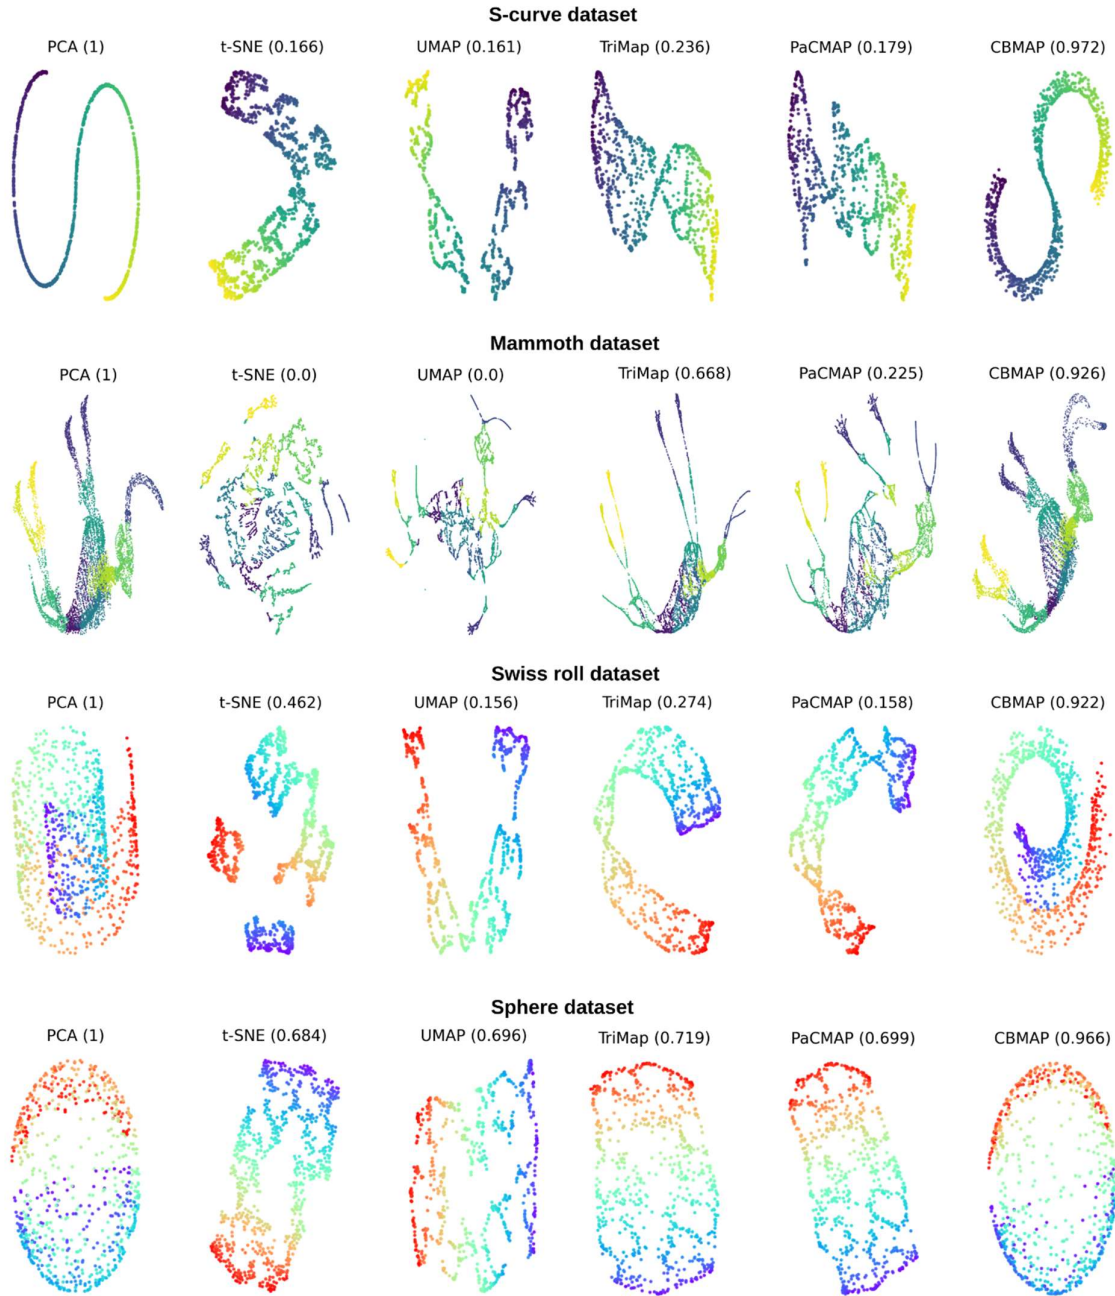 S-curve dataset
PCA (1) t-SNE (0.166) UMAP (0.161) TriMap (0.236) PaCMAP (0.179) CBMAP (0.972)
Mammoth dataset
PCA (1) t-SNE (0.0) UMAP (0.0) TriMap (0.668) PaCMAP (0.225) CBMAP (0.926)
Swiss roll dataset
PCA (1) t-SNE (0.462) UMAP (0.156) TriMap (0.274) PaCMAP (0.158) CBMAP (0.922)
Sphere dataset
PCA (1) t-SNE (0.684) UMAP (0.696) TriMap (0.719) PaCMAP (0.699) CBMAP (0.966)